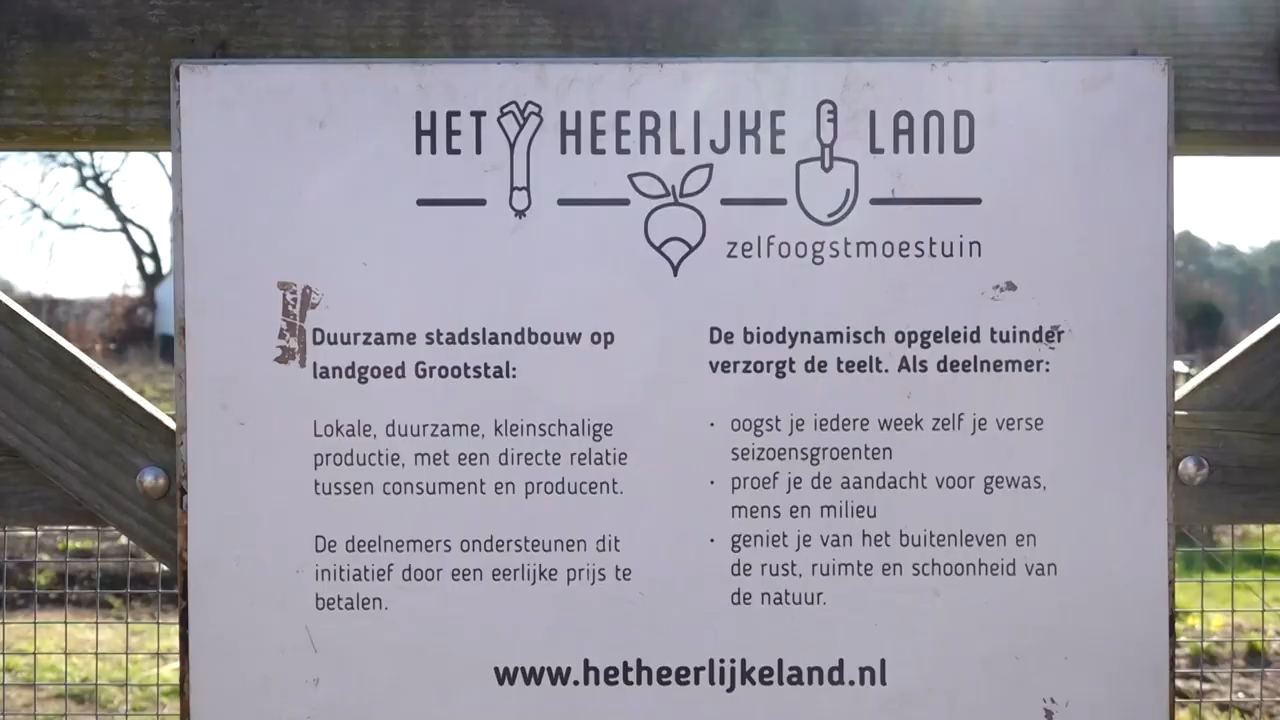 HET HEERLIJKE LAND
zelfoogstmoestuin
Duurzame stadslandbouw op
landgoed Grootstal:
Lokale, duurzame, kleinschalige
productie, met een directe relatie
tussen consument en producent.
De deelnemers ondersteunen dit
initiatief door een eerlijke prijs te
betalen.
De biodynamisch opgeleid tuinder
verzorgt de teelt. Als deelnemer:
· oogst je iedere week zelf je verse
seizoensgroenten
· proef je de aandacht voor gewas,
mens en milieu
· geniet je van het buitenleven en
de rust, ruimte en schoonheid van
de natuur.
www.hetheerlijkeland.nl